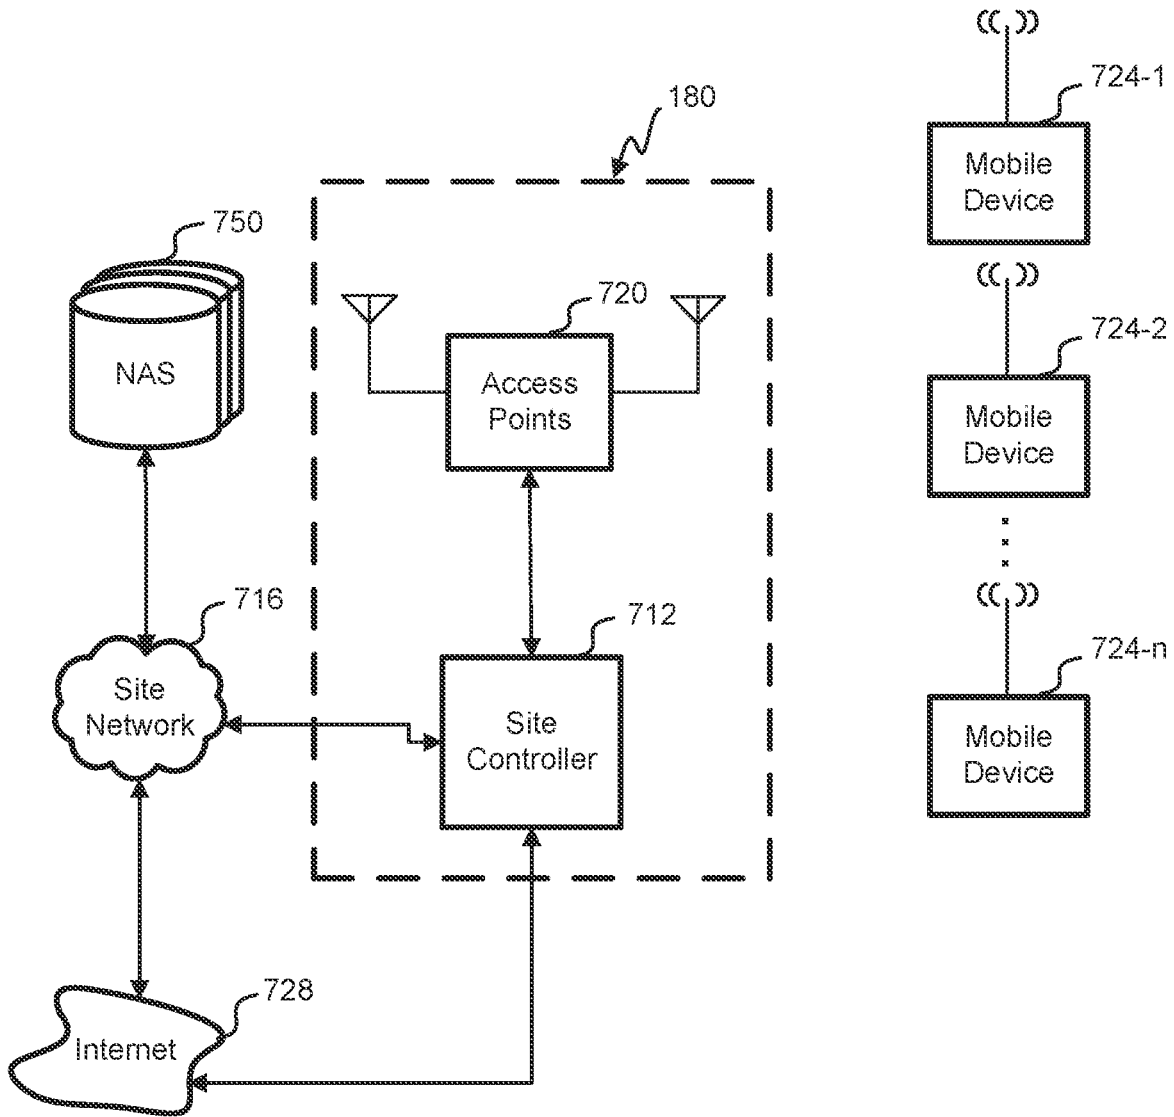 724-1
Mobile
Device
180
750
NAS
720
Access
Points
724-2
Mobile
Device
716
Site
Network
712
Site
Controller
724-n
Mobile
Device
728
Internet